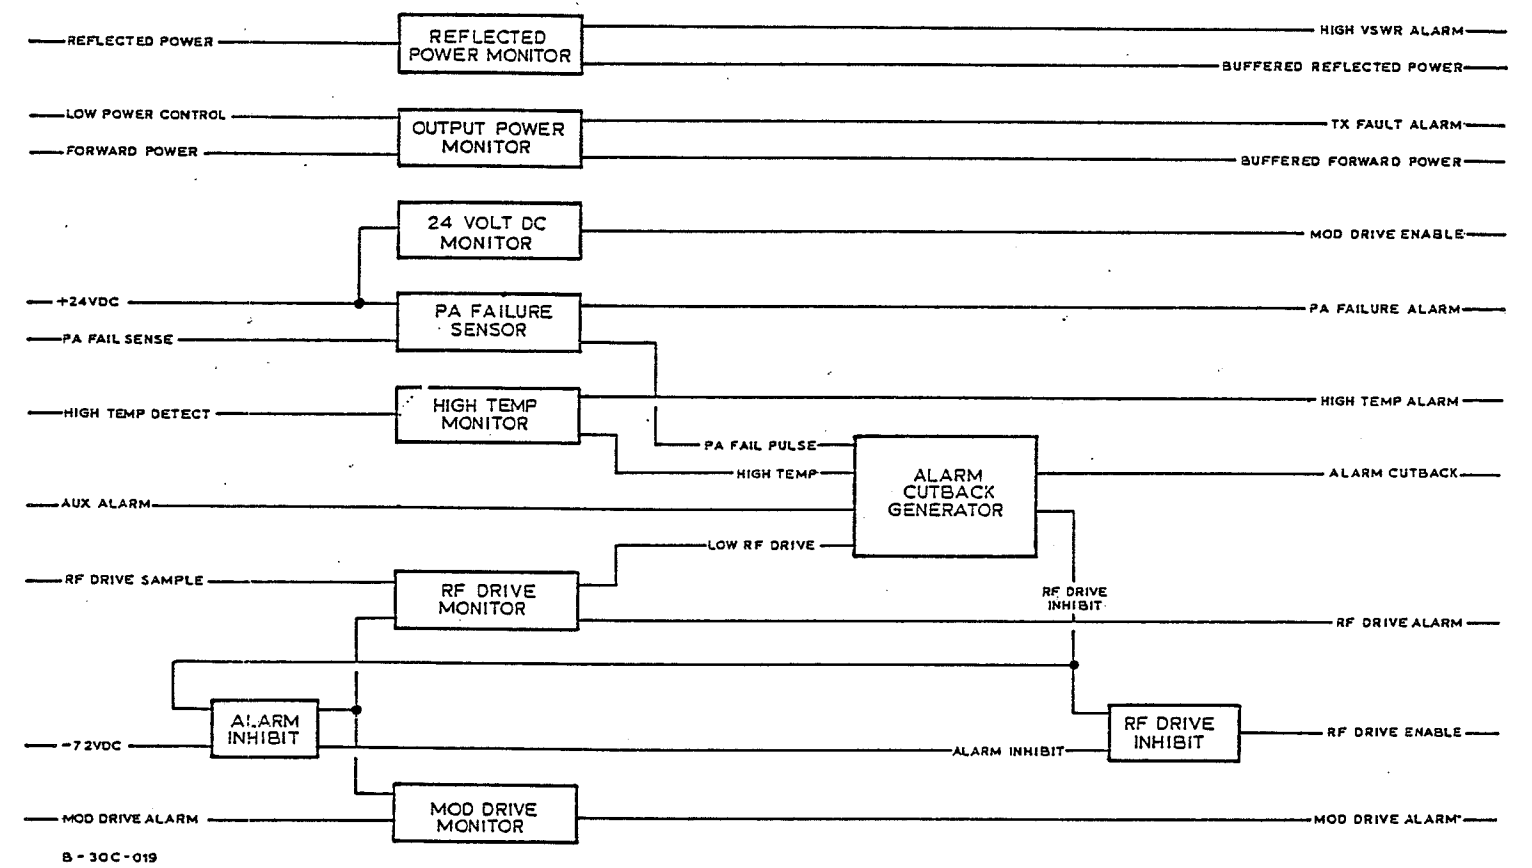 REFLECTED POWER
REFLECTED
POWER MONITOR
HIGH VSWR ALARM
BUFFERED REFLECTED POWER
LOW POWER CONTROL
FORWARD POWER
OUTPUT POWER
MONITOR
TX FAULT ALARM
BUFFERED FORWARD POWER
24 VOLT DC
MONITOR
MOD DRIVE ENABLE
+24VDC
PA FAIL SENSE
PA FAILURE
SENSOR
PA FAILURE ALARM
HIGH TEMP DETECT
HIGH TEMP
MONITOR
HIGH TEMP ALARM
PA FAIL PULSE
HIGH TEMP
AUX ALARM
LOW RF DRIVE
ALARM
CUTBACK
GENERATOR
ALARM CUTBACK
RF DRIVE SAMPLE
RF DRIVE
MONITOR
RF DRIVE
INHIBIT
RF DRIVE ALARM
ALARM
INHIBIT
-72VDC
ALARM INHIBIT
RF DRIVE
INHIBIT
RF DRIVE ENABLE
MOD DRIVE ALARM
MOD DRIVE
MONITOR
MOD DRIVE ALARM
B-30C-019